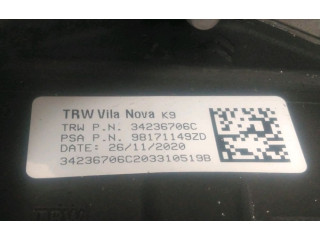 TRW Vila Nova K9
TRW P.N. 34236706C
PSA P.N. 98171149ZD
DATE: 26/11/2020
34236706C203310519B